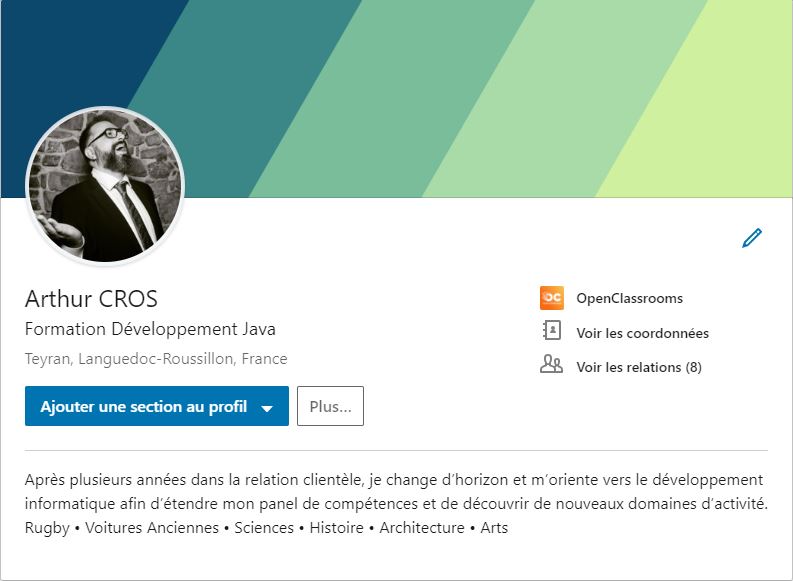 Arthur CROS
Formation Développement Java
Teyran, Languedoc-Roussillon, France
Ajouter une section au profil
Plus...
OC
OpenClassrooms
Voir les coordonnées
Voir les relations (8)
Après plusieurs années dans la relation clientèle, je change d’horizon et m’oriente vers le développement
informatique afin d’étendre mon panel de compétences et de découvrir de nouveaux domaines d’activité.
Rugby • Voitures Anciennes • Sciences • Histoire • Architecture • Arts